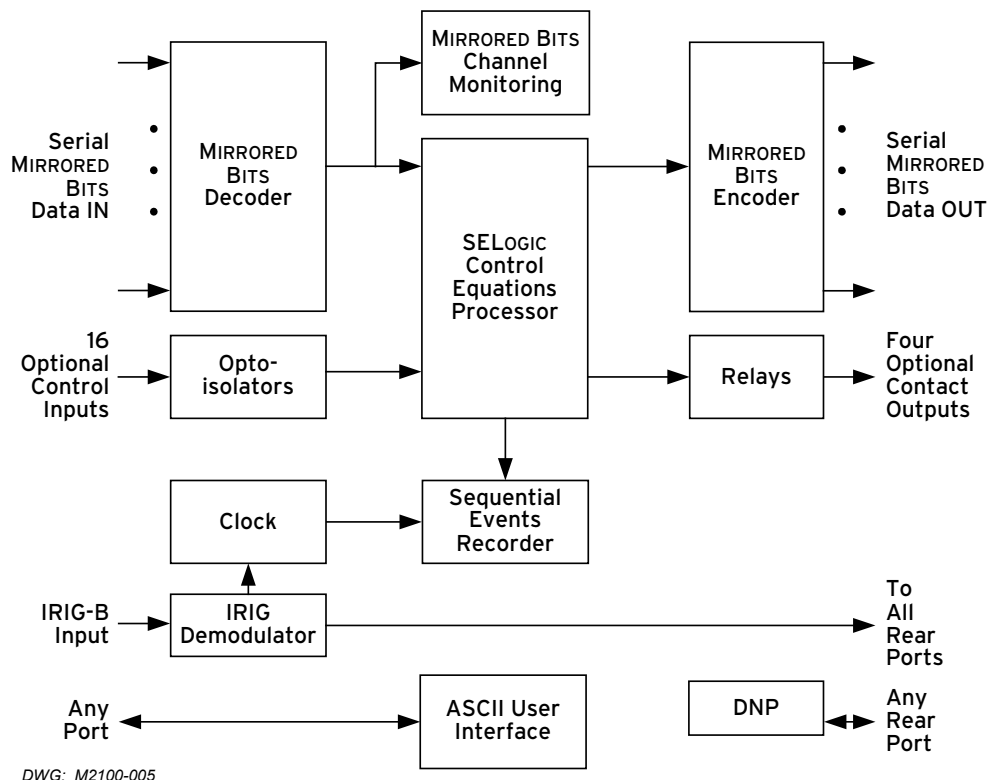 MIRRORED BITS
Channel
Monitoring
Serial
MIRRORED
BITS
Data IN
MIRRORED
BITS
Decoder
SELOGIC
Control
Equations
Processor
MIRRORED
BITS
Encoder
Serial
MIRRORED
BITS
Data OUT
16
Optional
Control
Inputs
Opto-
isolators
Relays
Four
Optional
Contact
Outputs
Clock
Sequential
Events
Recorder
IRIG-B
Input
IRIG
Demodulator
To
All
Rear
Ports
Any
Port
ASCII User
Interface
DNP
Any
Rear
Port
DWG: M2100-005